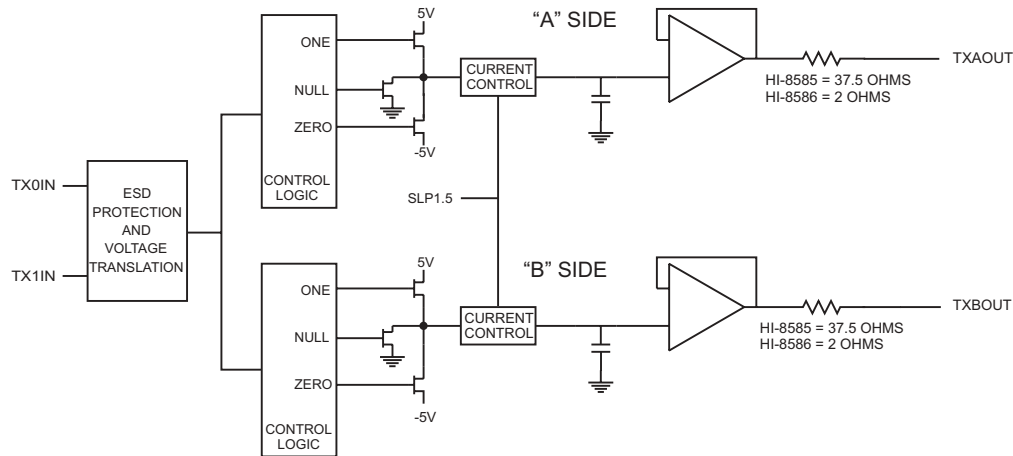 5V
“A” SIDE
ONE
CURRENT
CONTROL
NULL
ZERO
-5V
CONTROL
LOGIC
HI-8585 = 37.5 OHMS
HI-8586 = 2 OHMS
TXAOUT
TX0IN
TX1IN
ESD
PROTECTION
AND
VOLTAGE
TRANSLATION
SLP1.5
5V
“B” SIDE
ONE
CURRENT
CONTROL
NULL
ZERO
-5V
CONTROL
LOGIC
HI-8585 = 37.5 OHMS
HI-8586 = 2 OHMS
TXBOUT